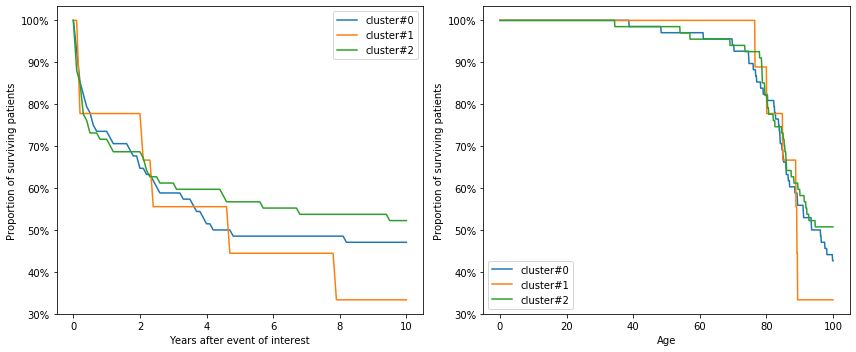 100%
90%
80%
70%
60%
50%
40%
30%
Proportion of surviving patients
0 2 4 6 8 10
Years after event of interest
cluster#0
cluster#1
cluster#2
100%
90%
80%
70%
60%
50%
40%
30%
Proportion of surviving patients
0 20 40 60 80 100
Age
cluster#0
cluster#1
cluster#2